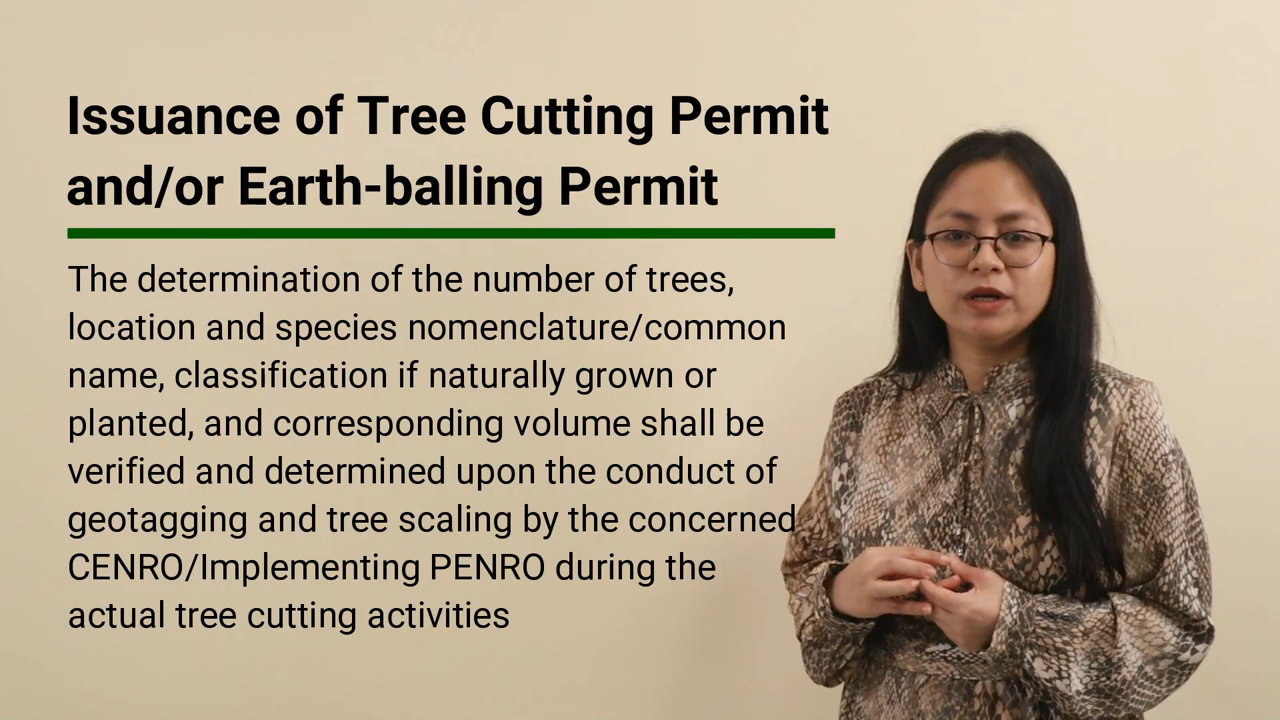 Issuance of Tree Cutting Permit
and/or Earth-balling Permit
The determination of the number of trees,
location and species nomenclature/common
name, classification if naturally grown or
planted, and corresponding volume shall be
verified and determined upon the conduct of
geotagging and tree scaling by the concerned
CENRO/Implementing PENRO during the
actual tree cutting activities